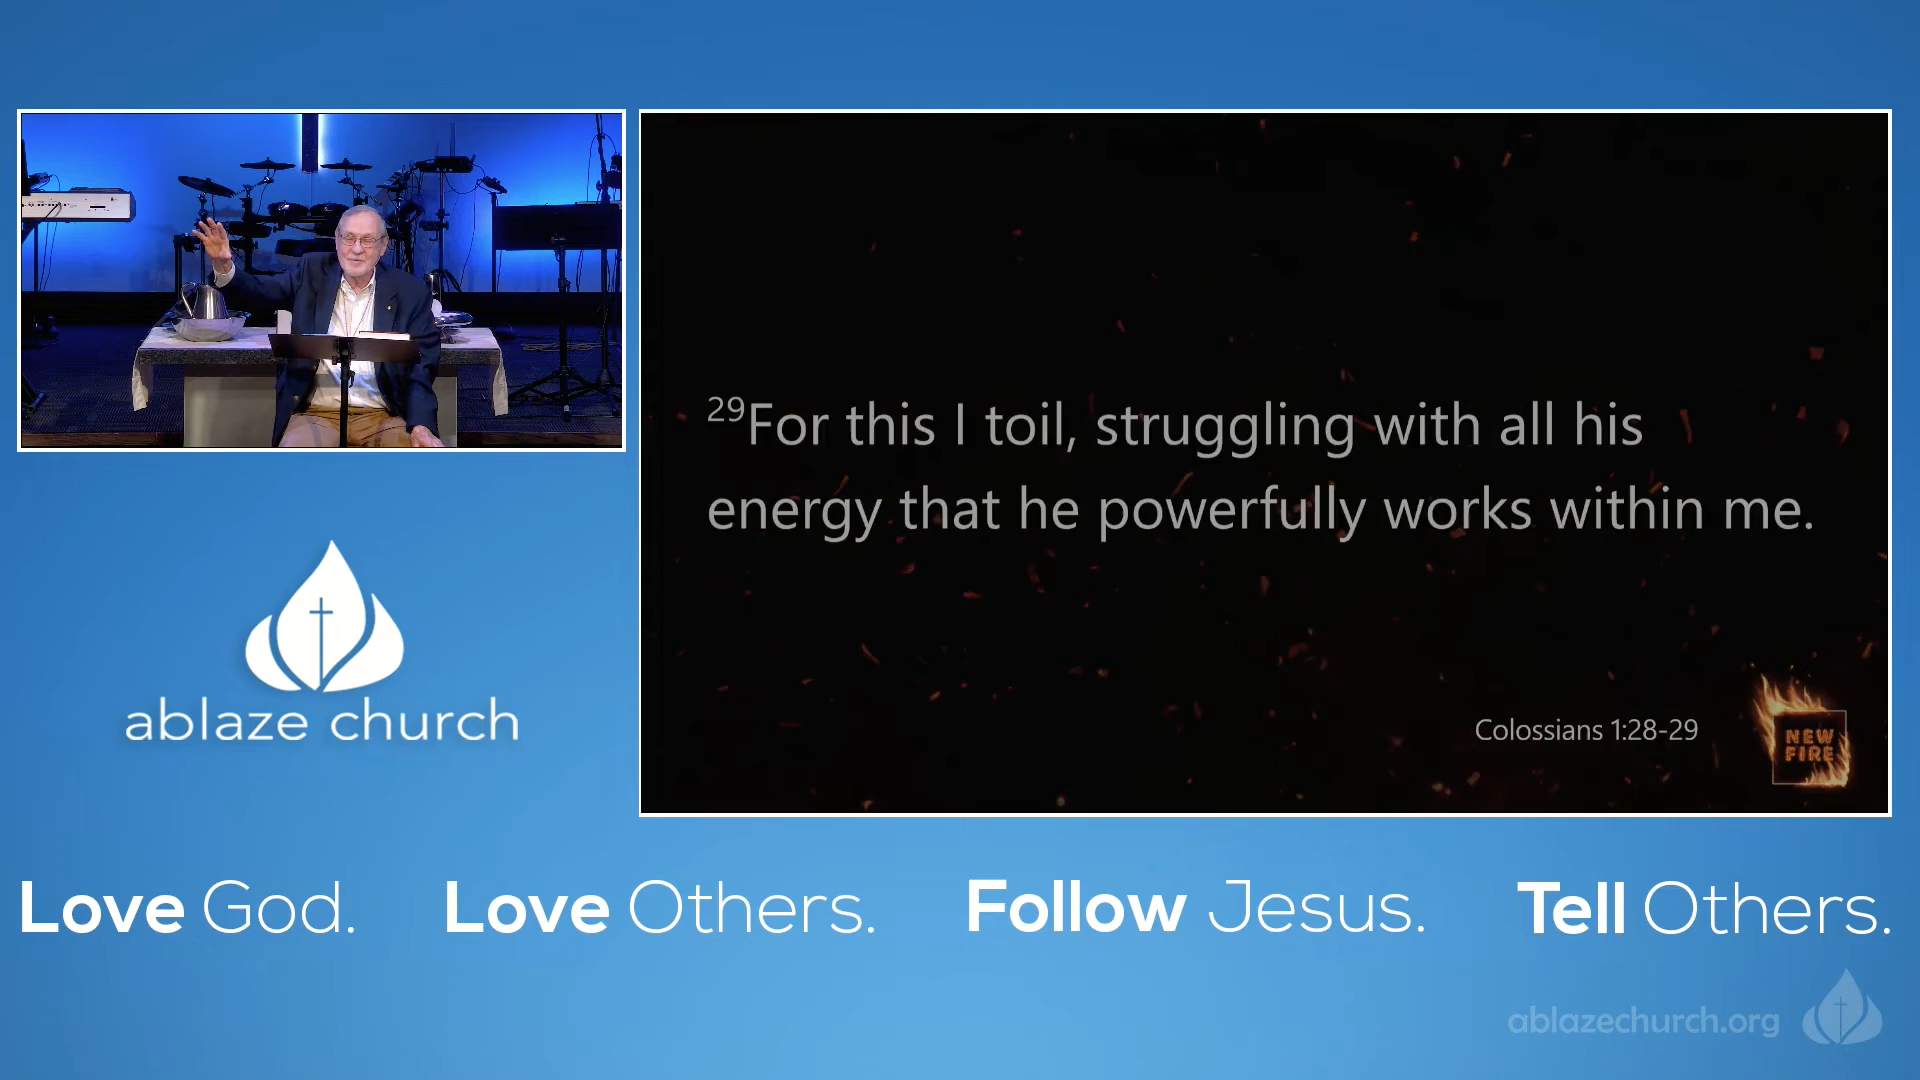 ²⁹For this I toil, struggling with all his
energy that he powerfully works within me.
Colossians 1:28-29
NEW
FIRE
ablaze church
Love God. Love Others. Follow Jesus. Tell Others.
ablazechurch.org